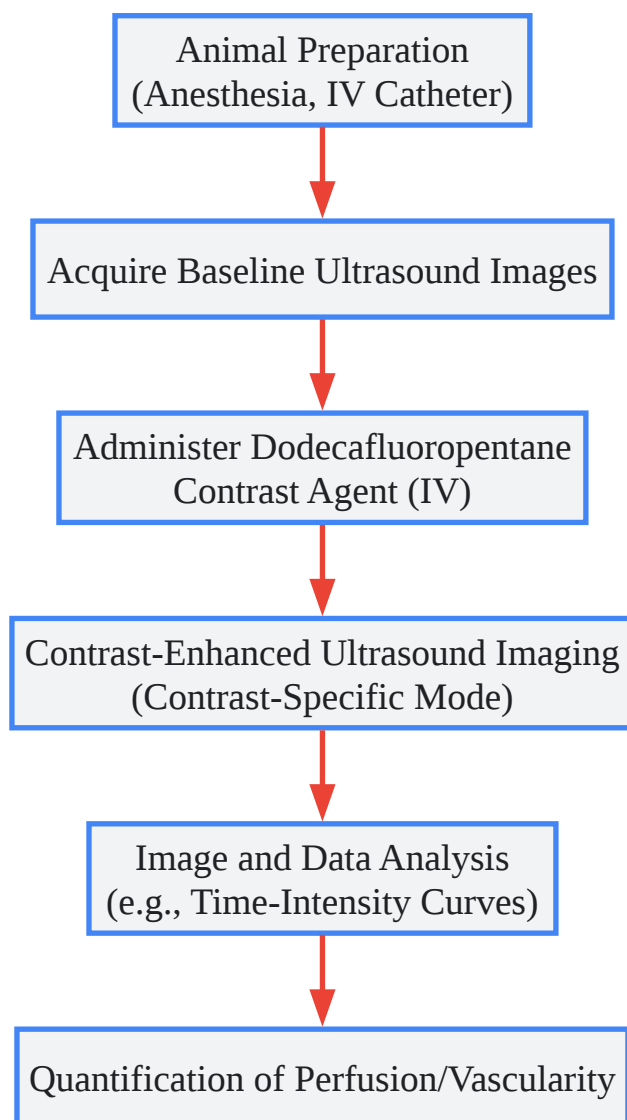 Animal Preparation
(Anesthesia, IV Catheter)
Acquire Baseline Ultrasound Images
Administer Dodecafluoropentane
Contrast Agent (IV)
Contrast-Enhanced Ultrasound Imaging
(Contrast-Specific Mode)
Image and Data Analysis
(e.g., Time-Intensity Curves)
Quantification of Perfusion/Vascularity